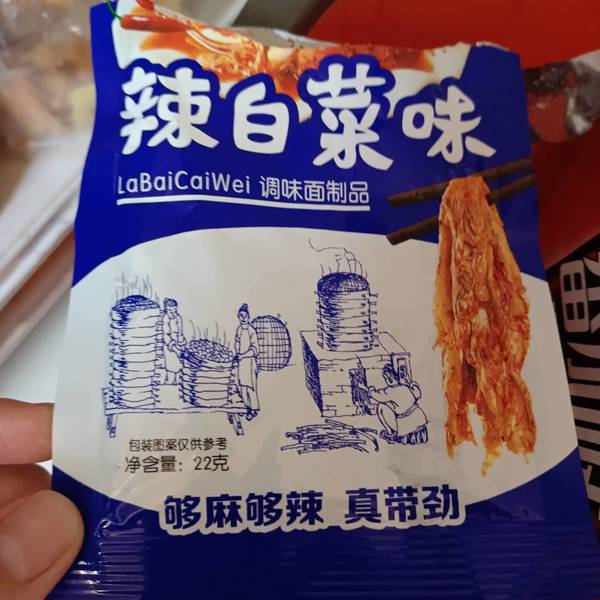 辣白菜味
LaBaiCaiWei 调味面制品
包装图案仅供参考
净含量：22克
够麻够辣 真带劲